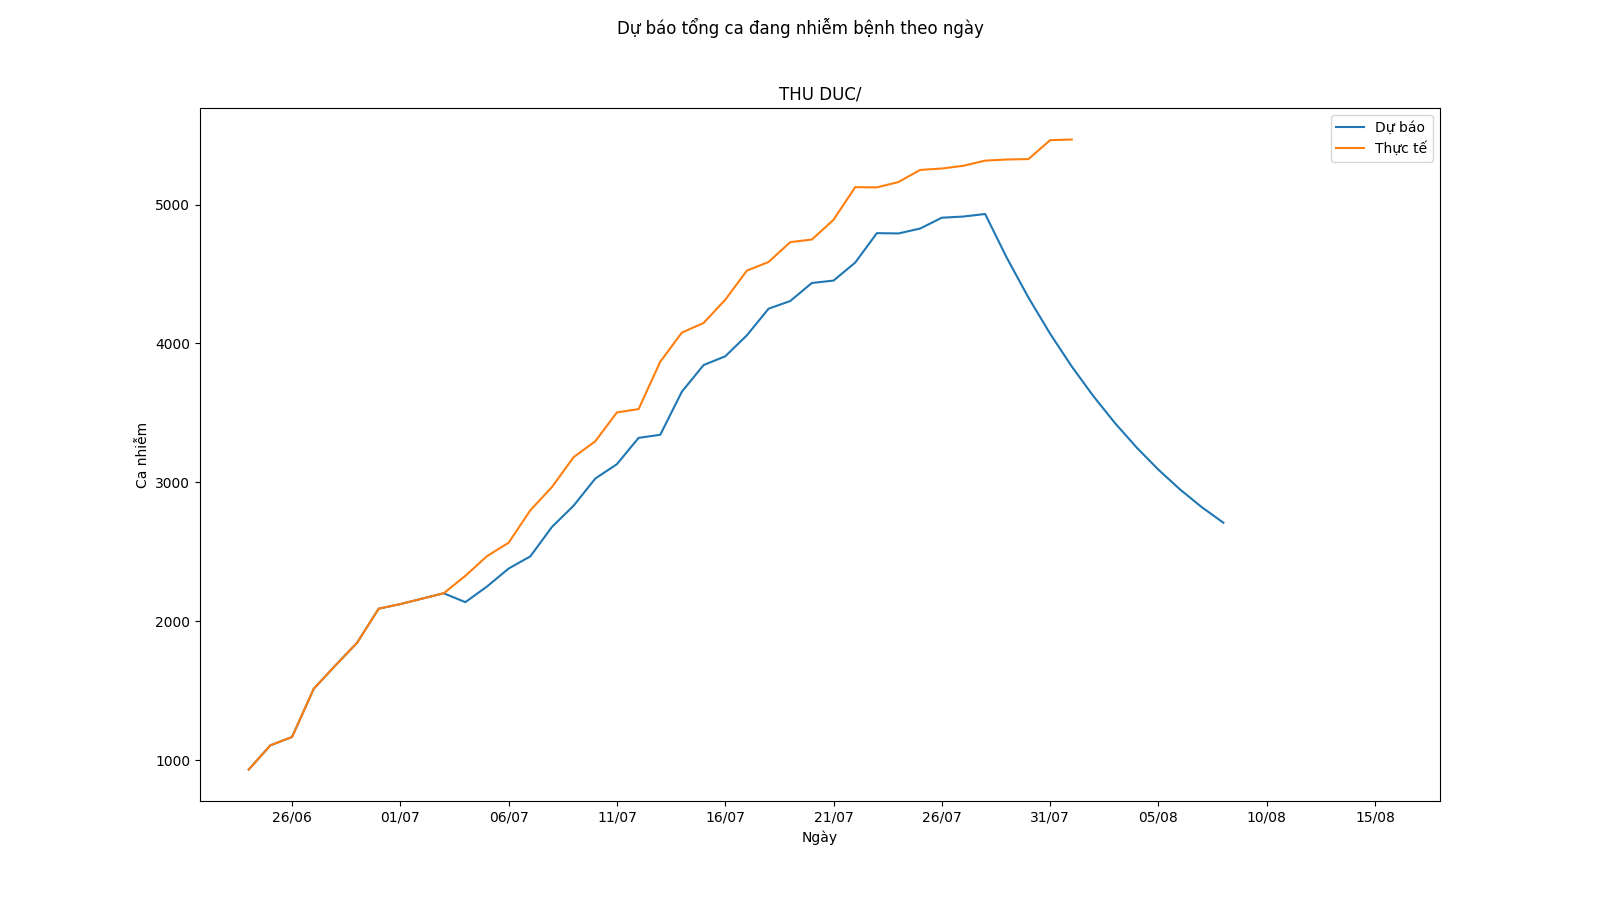 Dự báo tổng ca đang nhiễm bệnh theo ngày
THU DUC/
Dự báo
Thực tế
5000
4000
3000
2000
1000
Ca nhiễm
26/06 01/07 06/07 11/07 16/07 21/07 26/07 31/07 05/08 10/08 15/08
Ngày